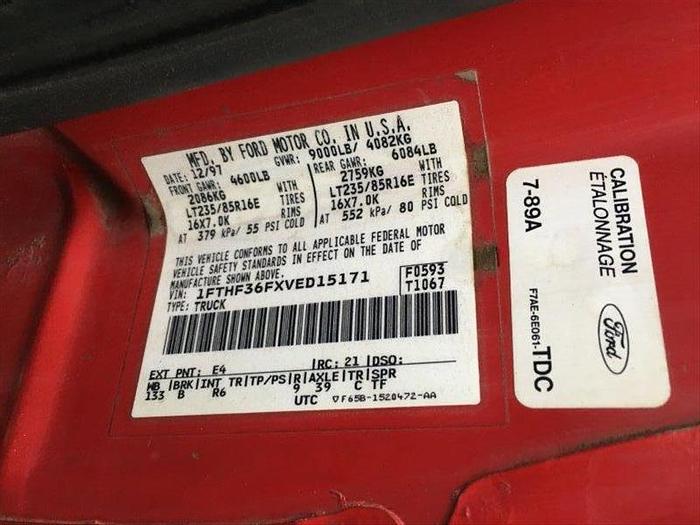 MFD. BY FORD MOTOR CO. IN U.S.A.
DATE: 12/97 GVWR: 9000LB/ 4082KG
FRONT GAWR: 4600LB REAR GAWR: 6084LB
2086KG WITH 2759KG WITH
LT235/85R16E TIRES LT235/85R16E TIRES
16X7.0K RIMS 16X7.0K RIMS
AT 379 kPa/ 55 PSI COLD AT 552 kPa/ 80 PSI COLD
THIS VEHICLE CONFORMS TO ALL APPLICABLE FEDERAL MOTOR
VEHICLE SAFETY STANDARDS IN EFFECT ON THE DATE OF
MANUFACTURE SHOWN ABOVE.
VIN: 1FTHF36FXVED15171 F0593
TYPE: TRUCK T1067
EXT PNT: E4 |RC: 21 |DSO:
WB |BRK|INT TR|TP/PS|R|AXLE|TR|SPR
133 B R6 9 39 C TF
UTC ▽F65B-1520472-AA
CALIBRATION
ÉTALONNAGE
7-89A
F7AE-6E061-TDC
Ford